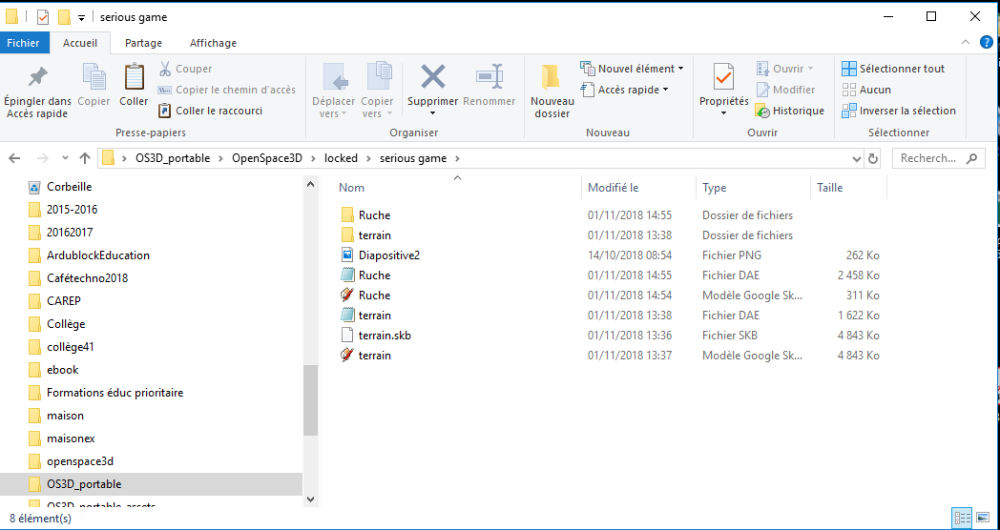 serious game
Fichier Accueil Partage Affichage
Épingler dans Accès rapide
Copier
Coller
Couper
Copier le chemin d'accès
Coller le raccourci
Déplacer vers
Copier vers
Supprimer
Renommer
Nouveau dossier
Nouvel élément
Accès rapide
Propriétés
Ouvrir
Modifier
Historique
Sélectionner tout
Aucun
Inverser la sélection
Presse-papiers Organiser Nouveau Ouvrir Sélectionner
OS3D_portable OpenSpace3D locked serious game Recherch...
Corbeille
2015-2016
20162017
ArdublockEducation
Cafétechno2018
CAREP
Collège
collège41
ebook
Formations éduc prioritaire
maison
maisonex
openspace3d
OS3D_portable
OS3D_portable-assets
Nom Modifié le Type Taille
Ruche 01/11/2018 14:55 Dossier de fichiers
terrain 01/11/2018 13:38 Dossier de fichiers
Diapositive2 14/10/2018 08:54 Fichier PNG 262 Ko
Ruche 01/11/2018 14:55 Fichier DAE 2 458 Ko
Ruche 01/11/2018 14:54 Modèle Google Sk... 311 Ko
terrain 01/11/2018 13:38 Fichier DAE 1 622 Ko
terrain.skb 01/11/2018 13:36 Fichier SKB 4 843 Ko
terrain 01/11/2018 13:37 Modèle Google Sk... 4 843 Ko
8 élément(s)